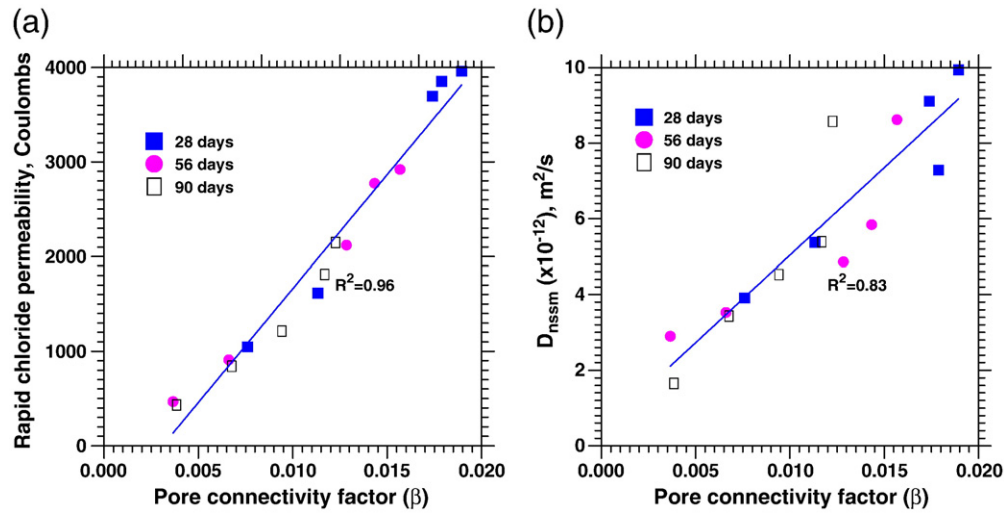 (a)
Rapid chloride permeability, Coulombs
4000
3000
2000
1000
0
28 days
56 days
90 days
R²=0.96
0.000 0.005 0.010 0.015 0.020
Pore connectivity factor (β)
(b)
D_nssm (x10⁻¹²), m²/s
10
8
6
4
2
0
28 days
56 days
90 days
R²=0.83
0.000 0.005 0.010 0.015 0.020
Pore connectivity factor (β)